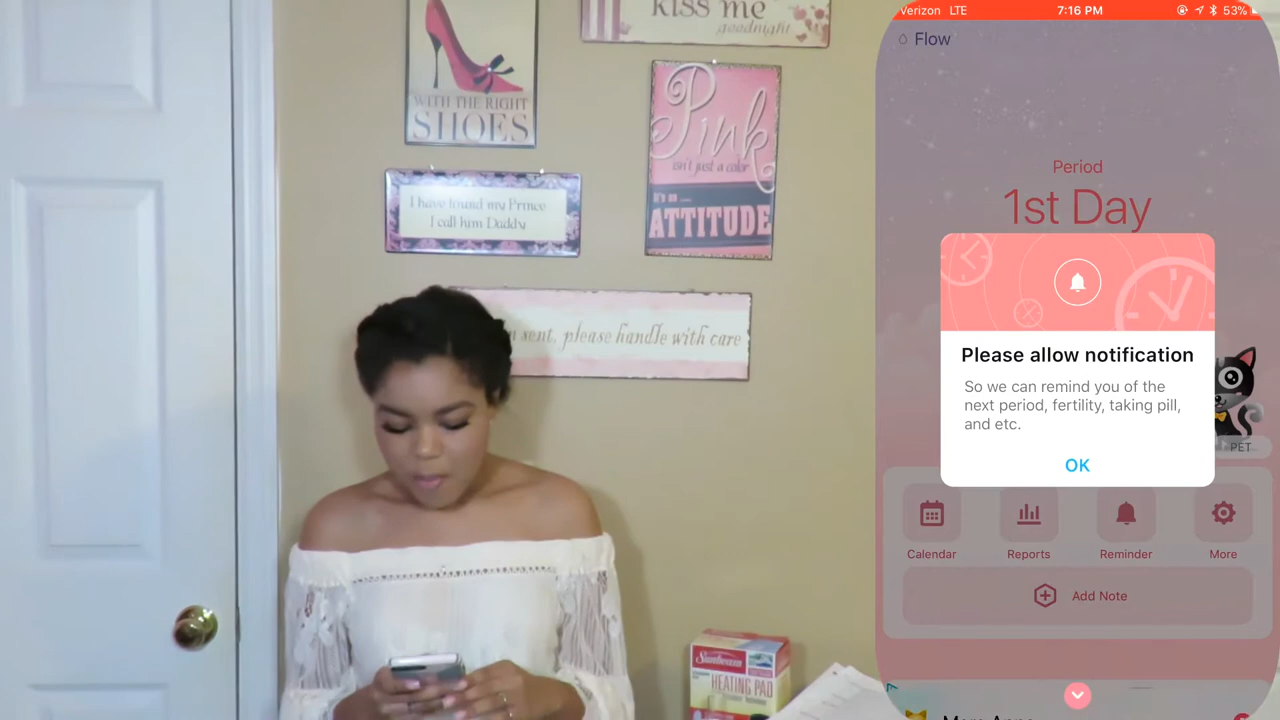 WITH THE RIGHT
SHOES
kiss me
goodnight
Pink
isn't just a color
it's an
ATTITUDE
I have found my Prince
I call him Daddy
sent, please handle with care
Sunbeam
HEATING PAD
Verizon LTE
7:16 PM
53%
Flow
Period
1st Day
Please allow notification
So we can remind you of the
next period, fertility, taking pill,
and etc.
OK
PET
Calendar
Reports
Reminder
More
Add Note